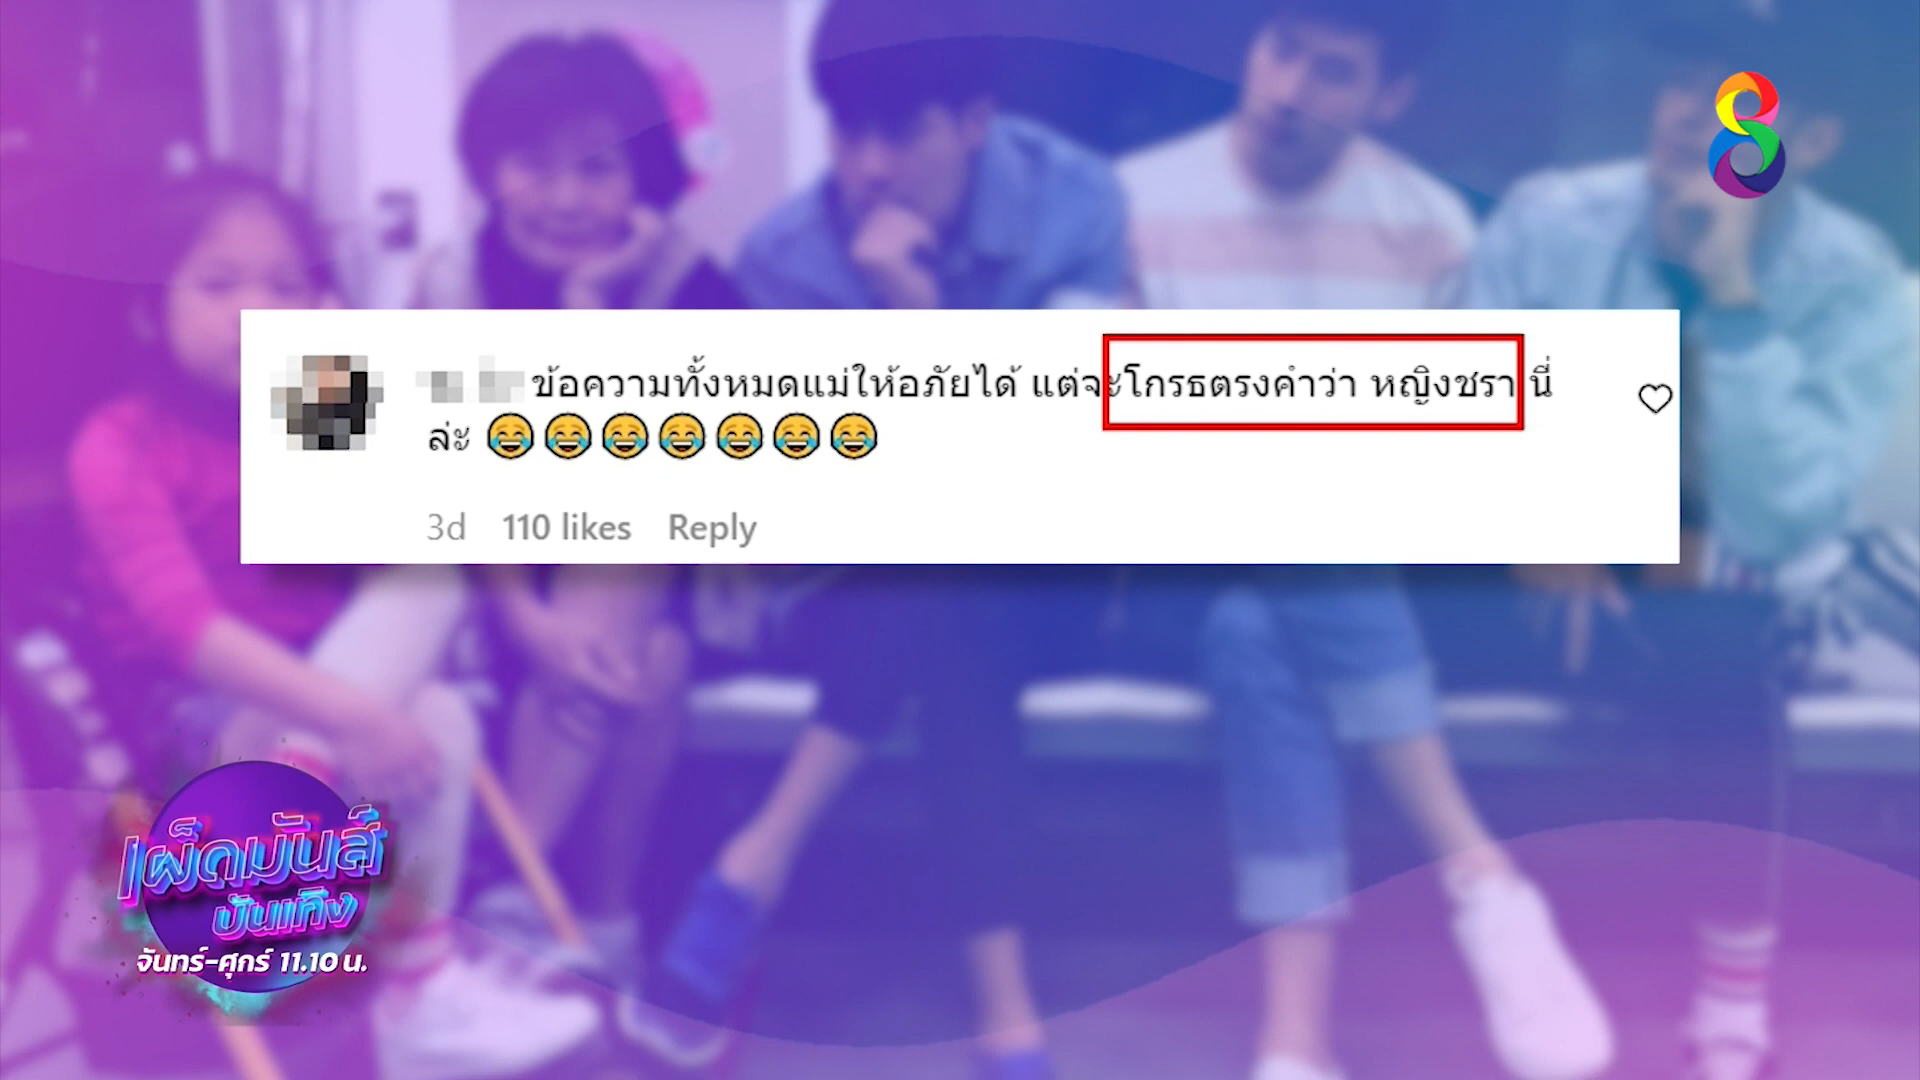 8
ข้อความทั้งหมดแม่ให้อภัยได้ แต่จะโกรธตรงคำว่า หญิงชรา นี่
ล่ะ 😂😂😂😂😂😂😂
3d 110 likes Reply
เผ็ดมันส์
บันเทิง
จันทร์-ศุกร์ 11.10 น.